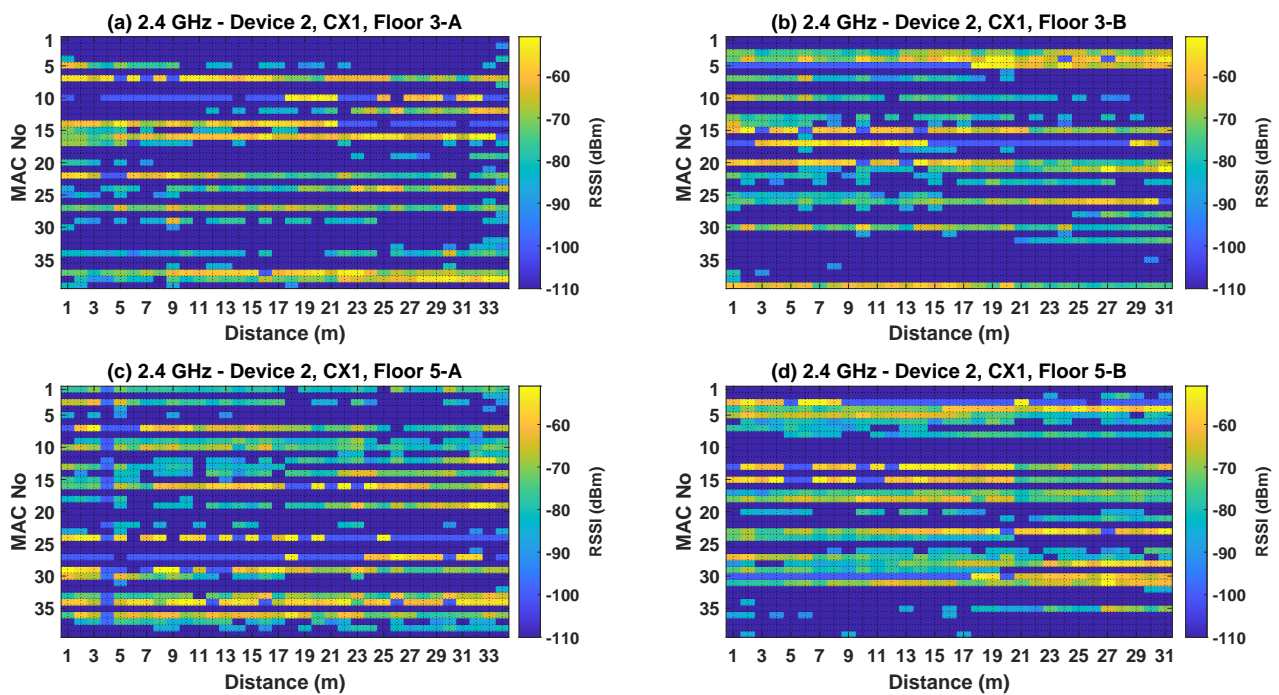 (a) 2.4 GHz - Device 2, CX1, Floor 3-A
1
5
10
15
20
25
30
35
MAC No
1 3 5 7 9 11 13 15 17 19 21 23 25 27 29 31 33
Distance (m)
-60
-70
-80
-90
-100
-110
RSSI (dBm)
(b) 2.4 GHz - Device 2, CX1, Floor 3-B
1
5
10
15
20
25
30
35
MAC No
1 3 5 7 9 11 13 15 17 19 21 23 25 27 29 31
Distance (m)
-60
-70
-80
-90
-100
-110
RSSI (dBm)
(c) 2.4 GHz - Device 2, CX1, Floor 5-A
1
5
10
15
20
25
30
35
MAC No
1 3 5 7 9 11 13 15 17 19 21 23 25 27 29 31 33
Distance (m)
-60
-70
-80
-90
-100
-110
RSSI (dBm)
(d) 2.4 GHz - Device 2, CX1, Floor 5-B
1
5
10
15
20
25
30
35
MAC No
1 3 5 7 9 11 13 15 17 19 21 23 25 27 29 31
Distance (m)
-60
-70
-80
-90
-100
-110
RSSI (dBm)